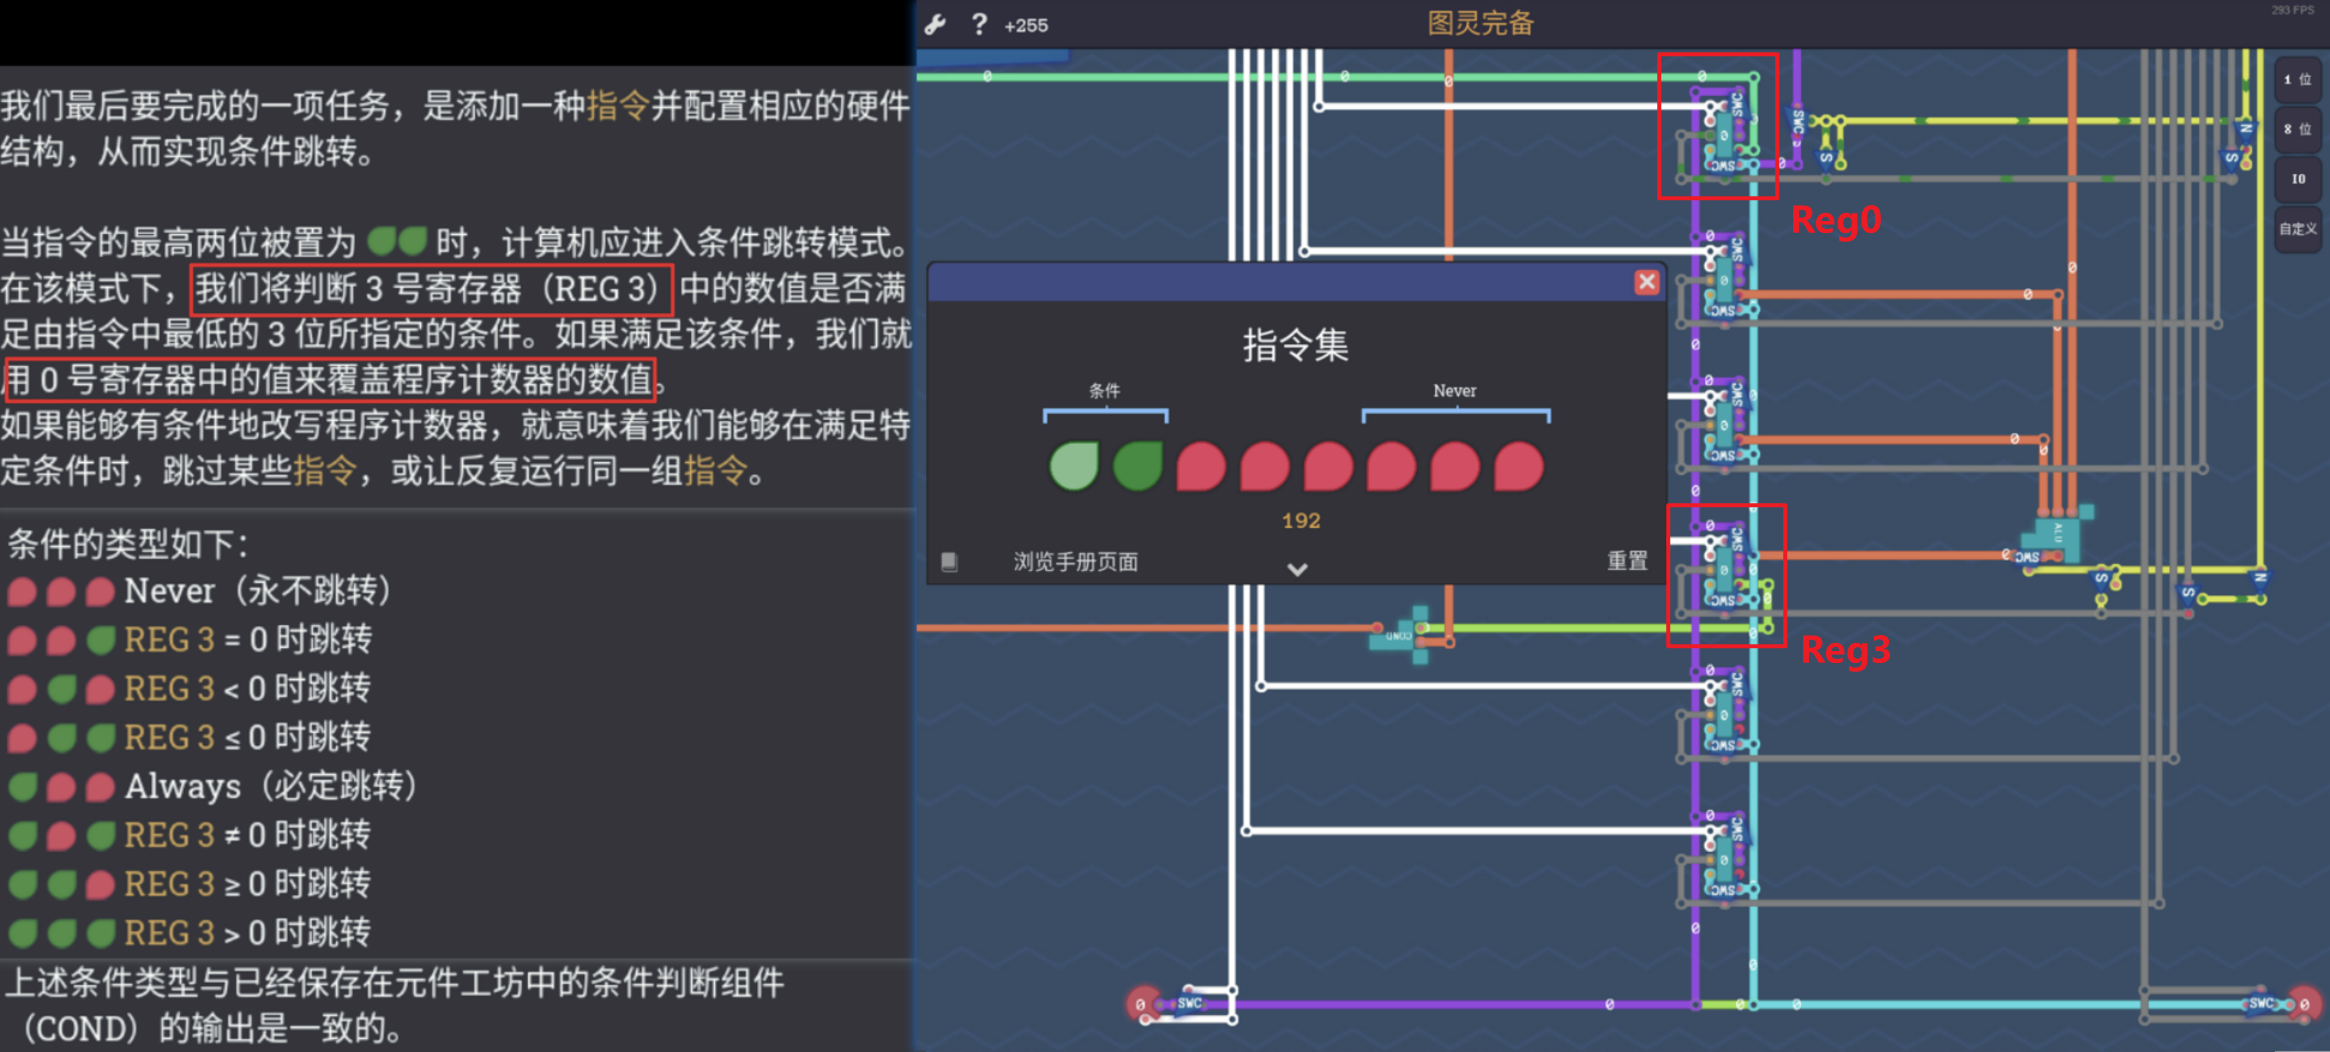 我们最后要完成的一项任务，是添加一种指令并配置相应的硬件
结构，从而实现条件跳转。
当指令的最高两位被置为 时，计算机应进入条件跳转模式。
在该模式下，我们将判断 3 号寄存器（REG 3）中的数值是否满
足由指令中最低的 3 位所指定的条件。如果满足该条件，我们就
用 0 号寄存器中的值来覆盖程序计数器的数值。
如果能够有条件地改写程序计数器，就意味着我们能够在满足特
定条件时，跳过某些指令，或让反复运行同一组指令。
条件的类型如下：
Never（永不跳转）
REG 3 = 0 时跳转
REG 3 < 0 时跳转
REG 3 ≤ 0 时跳转
Always（必定跳转）
REG 3 ≠ 0 时跳转
REG 3 ≥ 0 时跳转
REG 3 > 0 时跳转
上述条件类型与已经保存在元件工坊中的条件判断组件
（COND）的输出是一致的。
? +255
图灵完备
293 FPS
1 位
8 位
IO
自定义
Reg0
指令集
条件
Never
192
浏览手册页面
重置
Reg3
COND
ALU
SWC
SWC